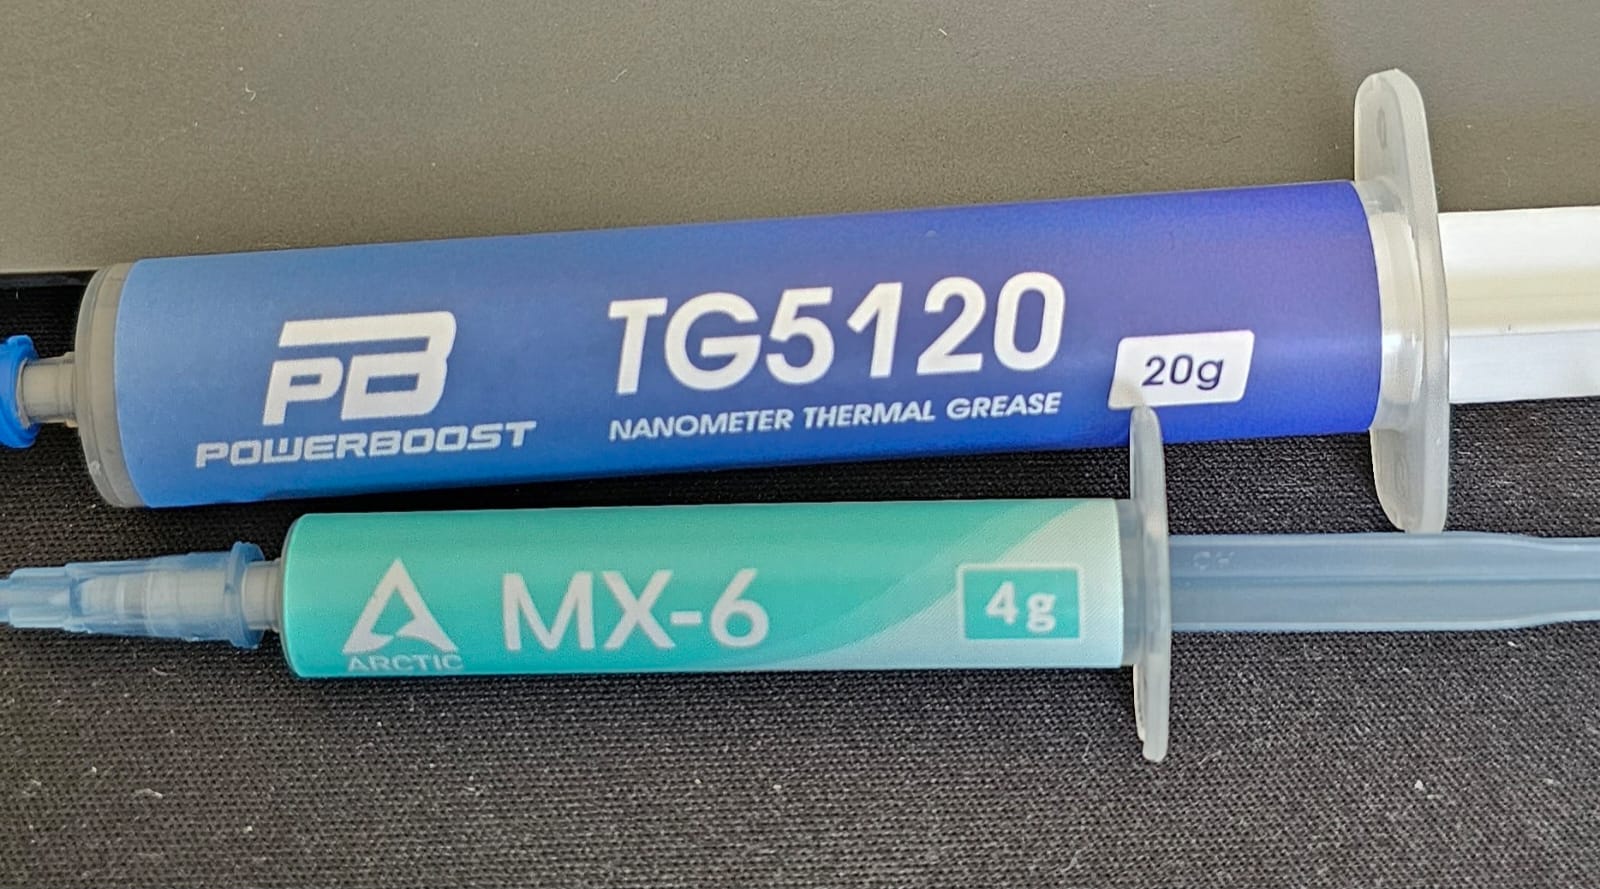 PB
POWERBOOST
TG5120
NANOMETER THERMAL GREASE
20g
ARCTIC
MX-6
4g